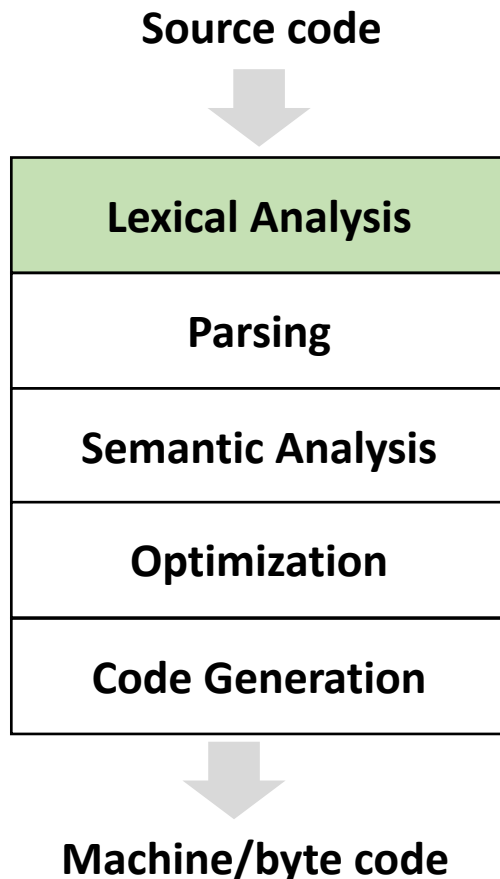 Source code
Lexical Analysis
Parsing
Semantic Analysis
Optimization
Code Generation
Machine/byte code